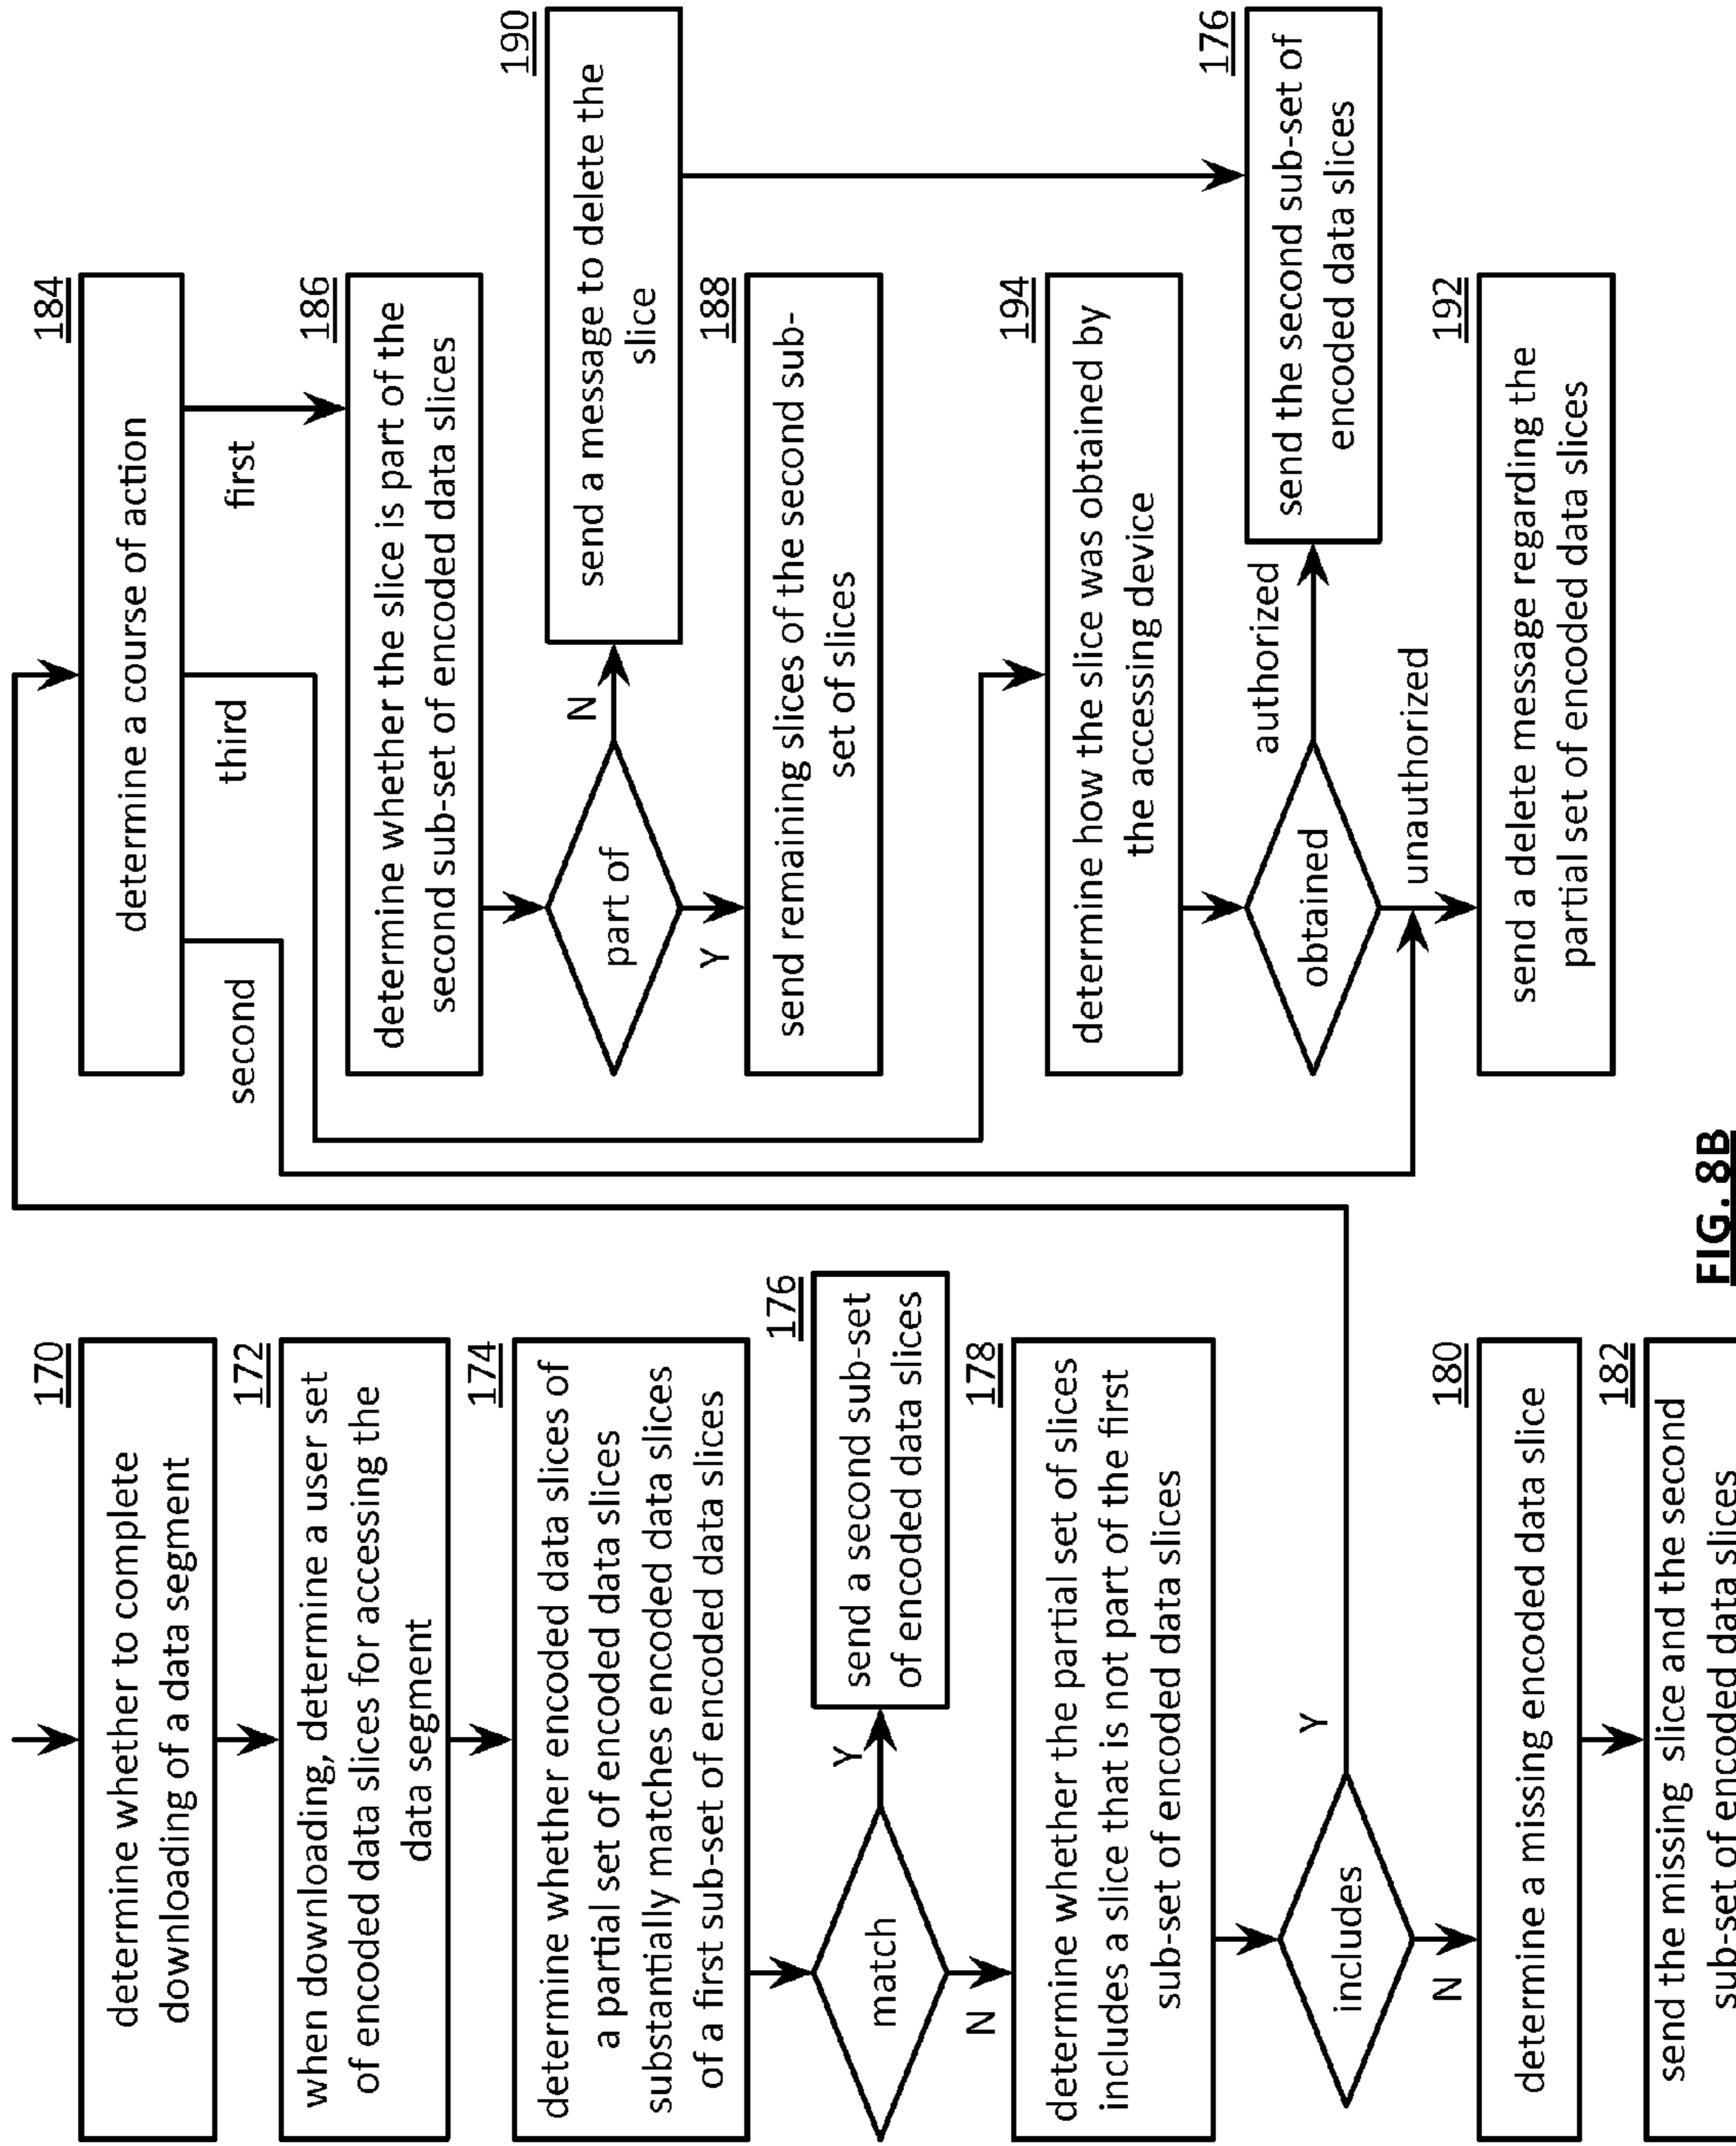 170
determine whether to complete
downloading of a data segment
172
when downloading, determine a user set
of encoded data slices for accessing the
data segment
174
determine whether encoded data slices of
a partial set of encoded data slices
substantially matches encoded data slices
of a first sub-set of encoded data slices
match
Y
N
176
send a second sub-set
of encoded data slices
178
determine whether the partial set of slices
includes a slice that is not part of the first
sub-set of encoded data slices
includes
Y
N
180
determine a missing encoded data slice
182
send the missing slice and the second
sub-set of encoded data slices
184
determine a course of action
second
third
first
186
determine whether the slice is part of the
second sub-set of encoded data slices
part of
N
Y
190
send a message to delete the
slice
188
send remaining slices of the second sub-
set of slices
194
determine how the slice was obtained by
the accessing device
obtained
authorized
unauthorized
176
send the second sub-set of
encoded data slices
192
send a delete message regarding the
partial set of encoded data slices
FIG. 8B